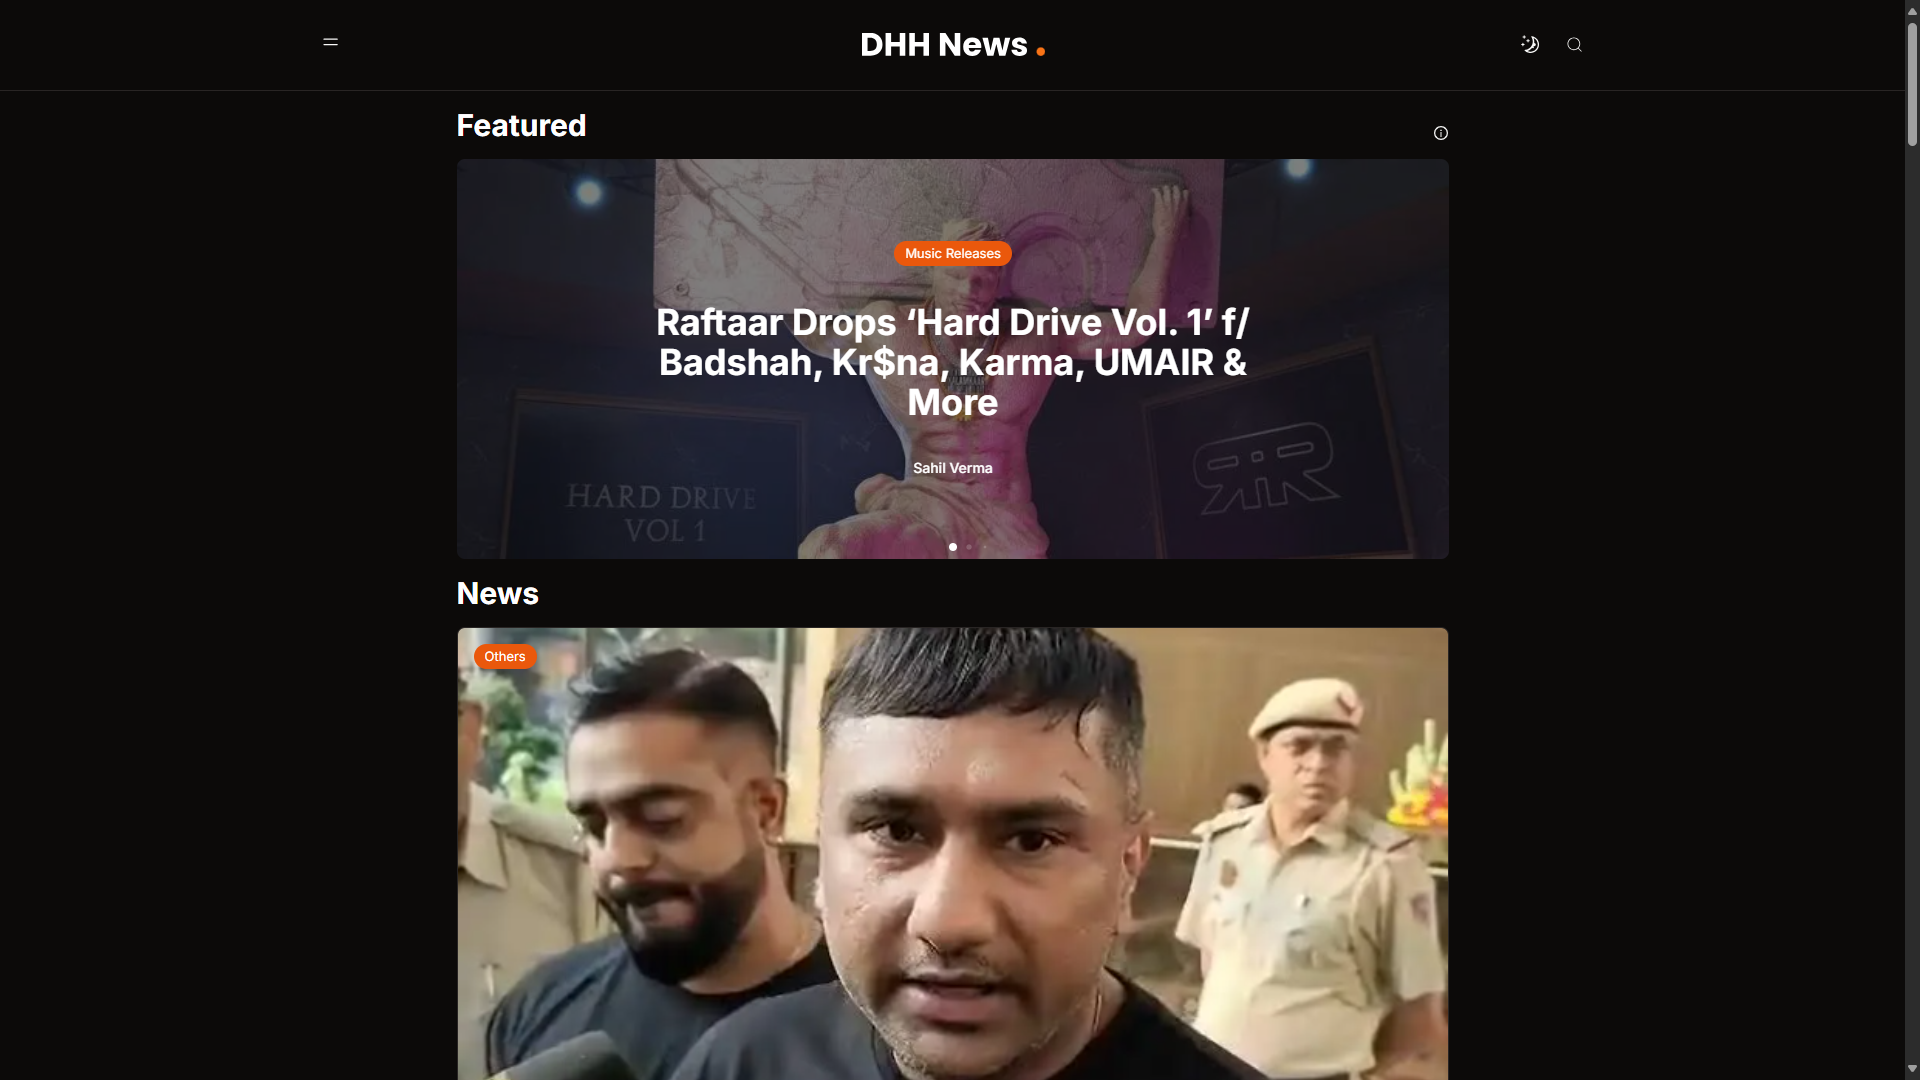 DHH News .
Featured
Music Releases
Raftaar Drops ‘Hard Drive Vol. 1’ f/
Badshah, Kr$na, Karma, UMAIR &
More
Sahil Verma
HARD DRIVE
VOL 1
News
Others